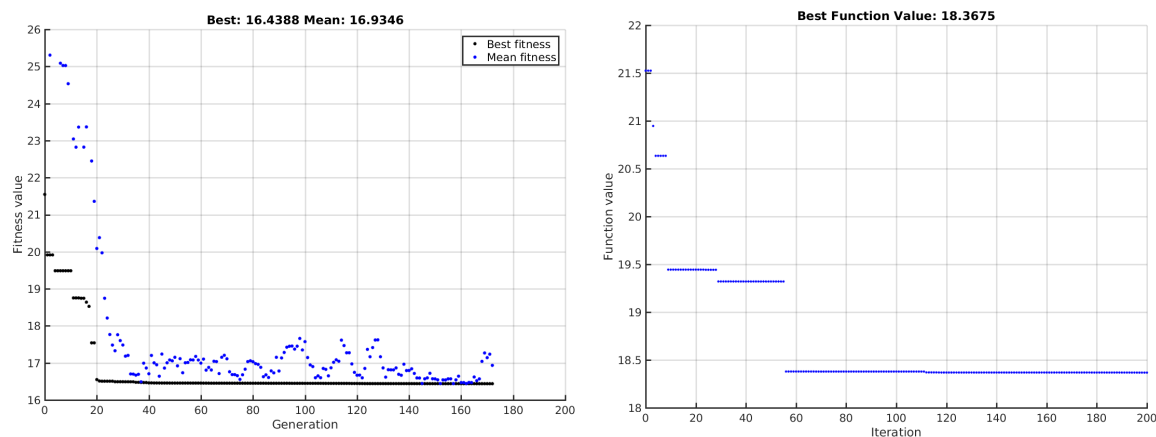 Best: 16.4388 Mean: 16.9346
26
25
24
23
22
21
20
19
18
17
16
Fitness value
Best fitness
Mean fitness
0 20 40 60 80 100 120 140 160 180 200
Generation
Best Function Value: 18.3675
22
21.5
21
20.5
20
19.5
19
18.5
18
Function value
0 20 40 60 80 100 120 140 160 180 200
Iteration